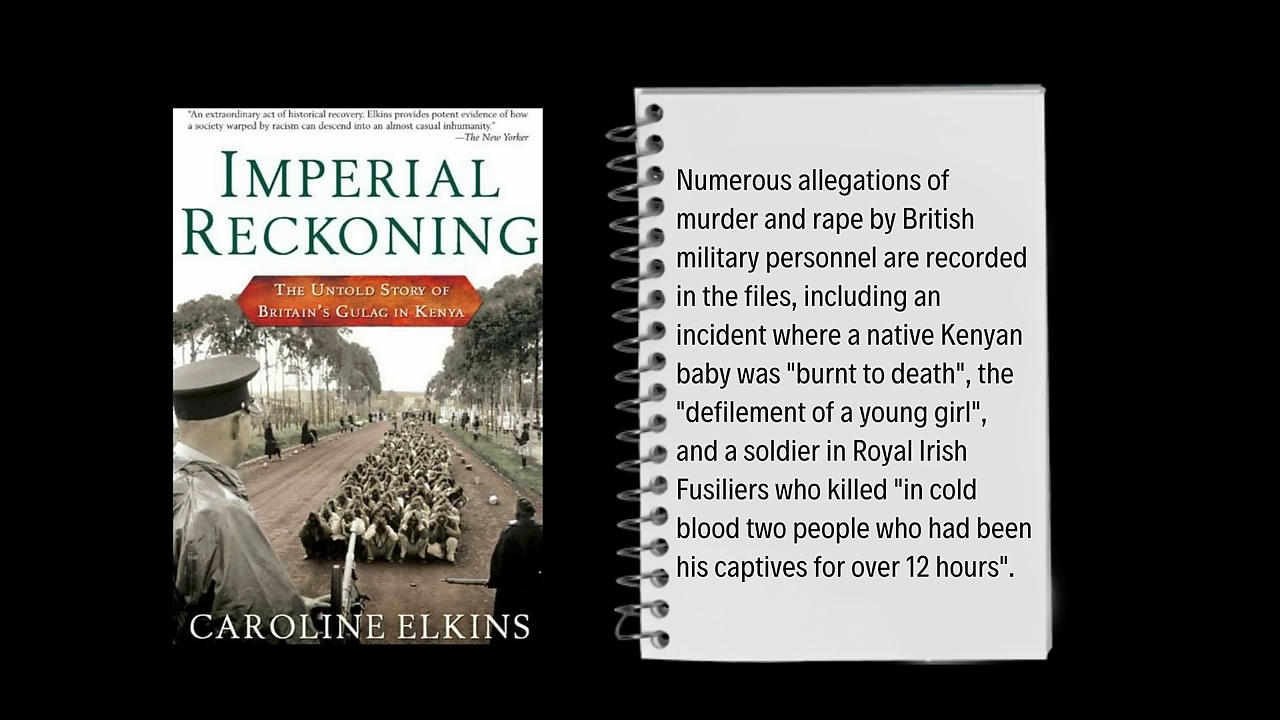 "An extraordinary act of historical recovery. Elkins provides potent evidence of how
a society warped by racism can descend into an almost casual inhumanity."
—The New Yorker
IMPERIAL
RECKONING
THE UNTOLD STORY OF
BRITAIN'S GULAG IN KENYA
CAROLINE ELKINS
Numerous allegations of
murder and rape by British
military personnel are recorded
in the files, including an
incident where a native Kenyan
baby was "burnt to death", the
"defilement of a young girl",
and a soldier in Royal Irish
Fusiliers who killed "in cold
blood two people who had been
his captives for over 12 hours".